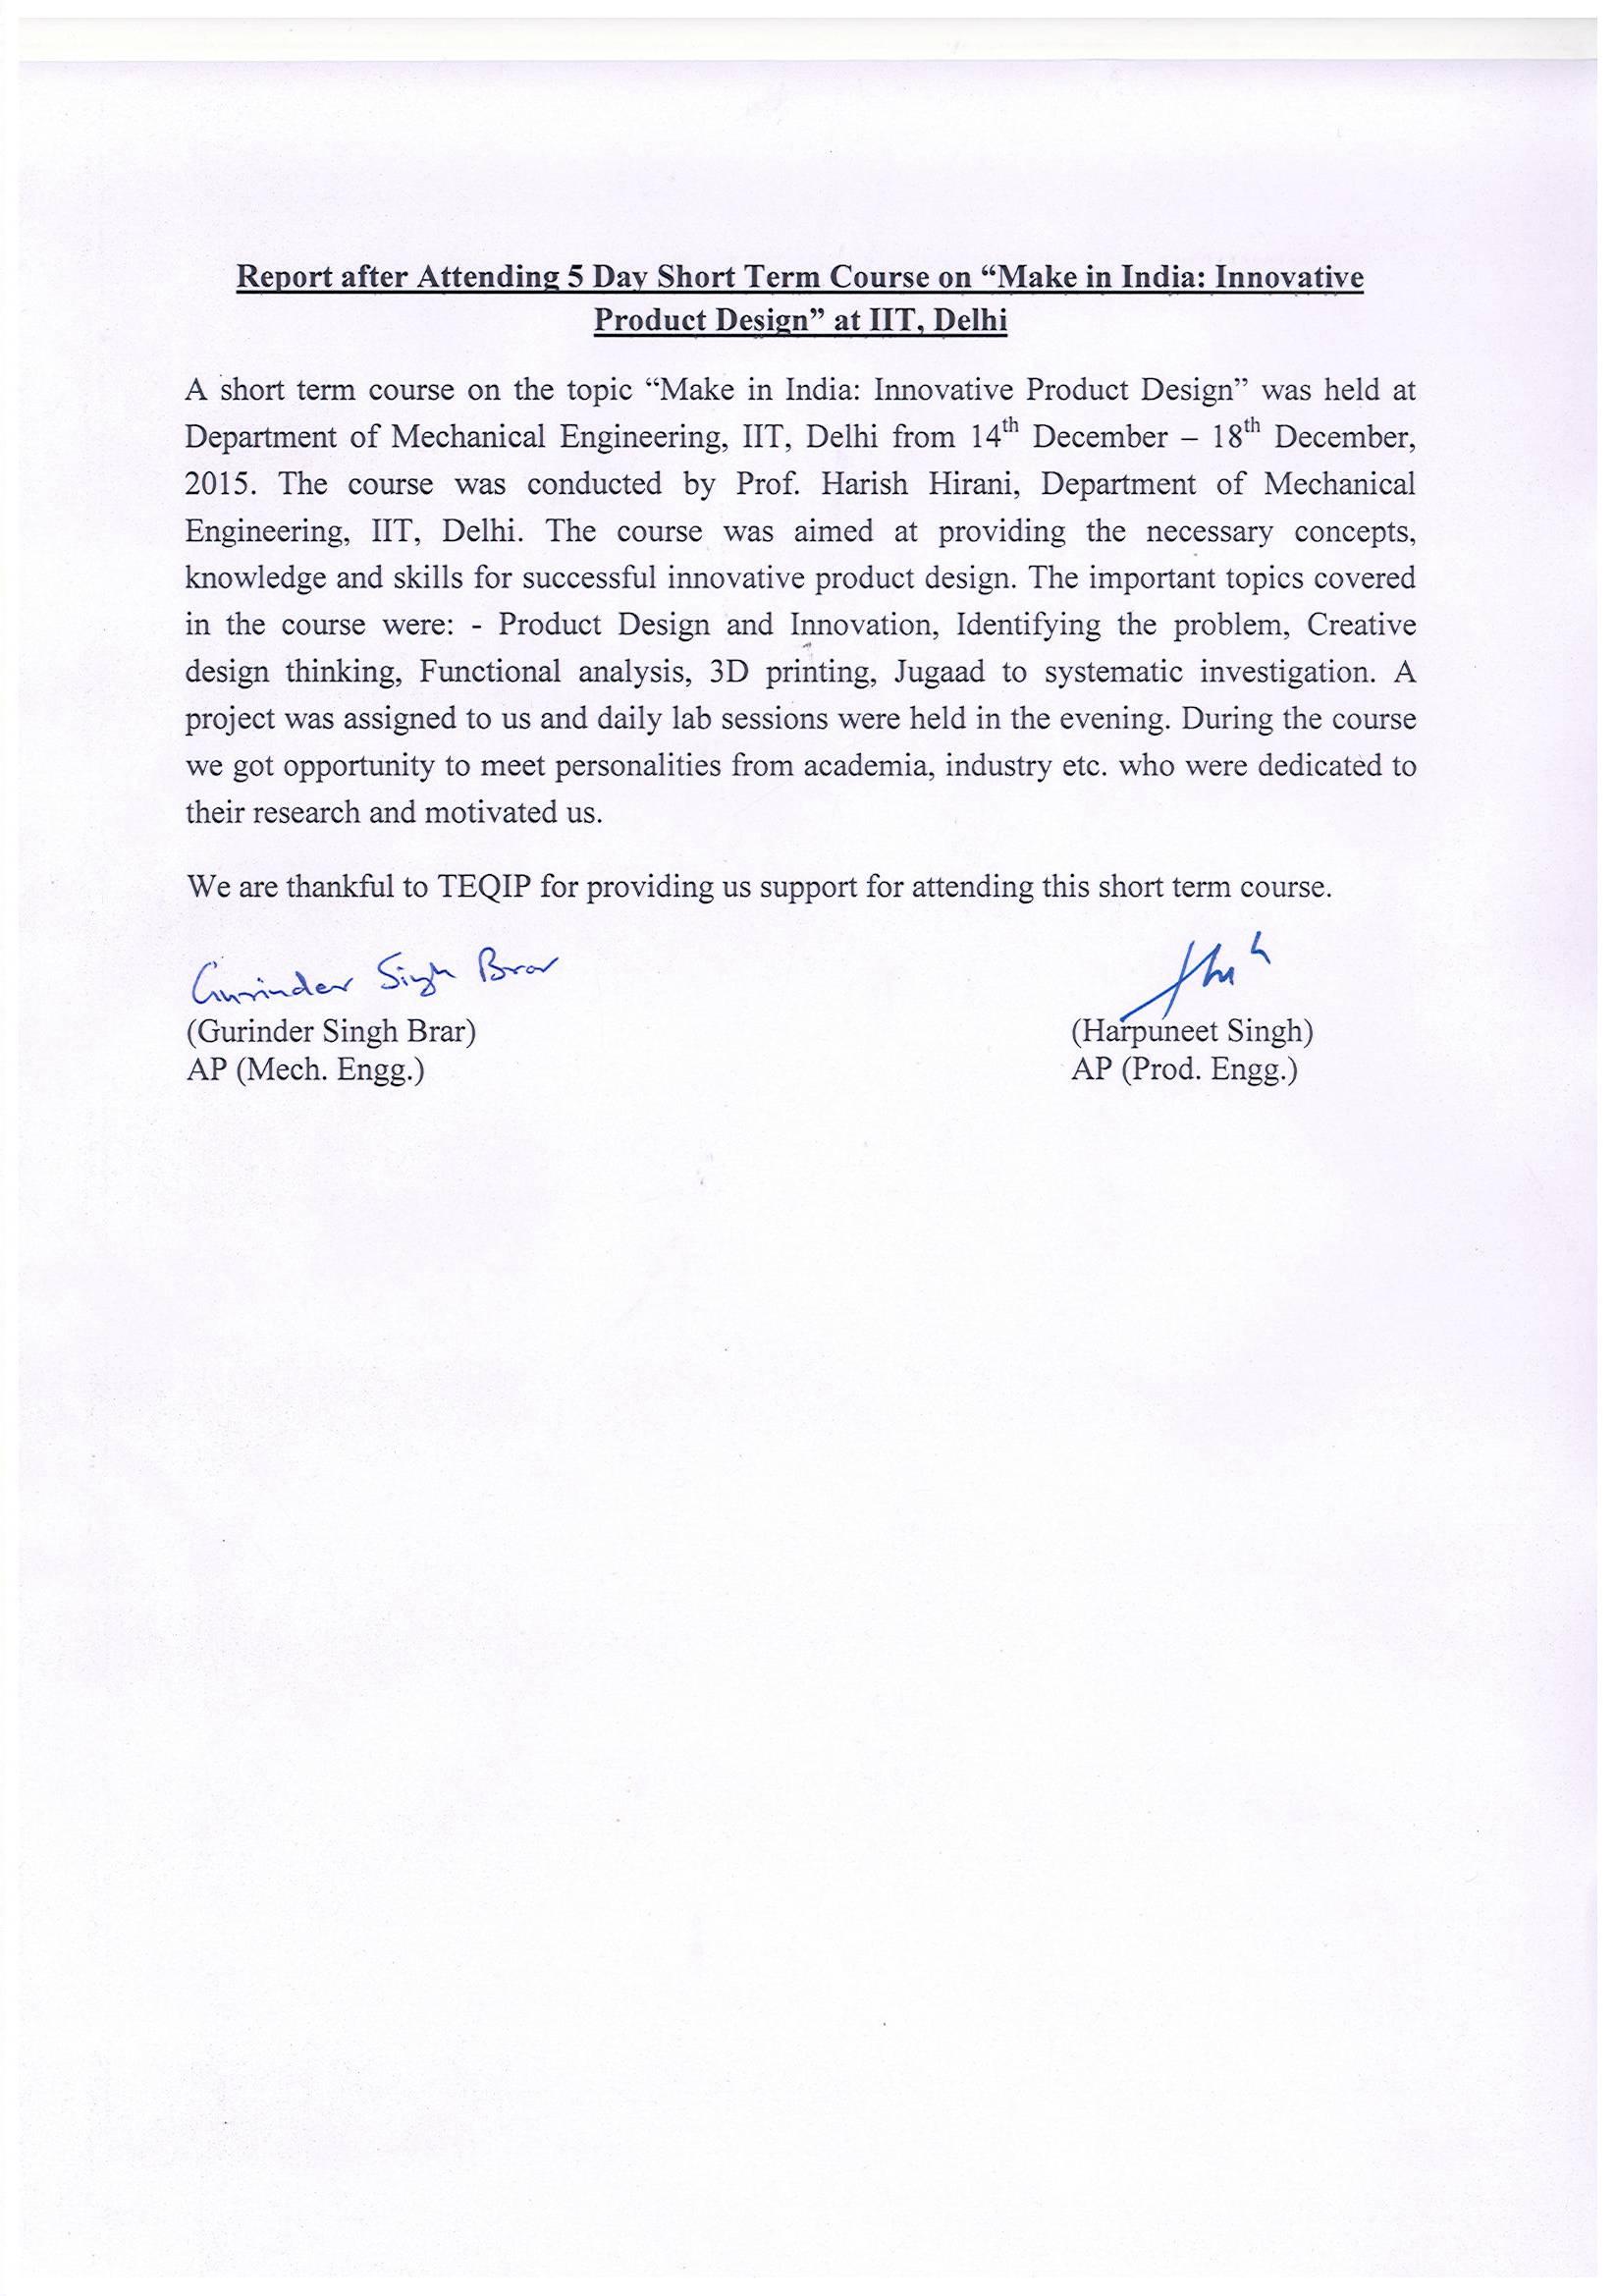 Report after Attending 5 Day Short Term Course on “Make in India: Innovative
Product Design” at IIT, Delhi
A short term course on the topic “Make in India: Innovative Product Design” was held at
Department of Mechanical Engineering, IIT, Delhi from 14th December – 18th December,
2015. The course was conducted by Prof. Harish Hirani, Department of Mechanical
Engineering, IIT, Delhi. The course was aimed at providing the necessary concepts,
knowledge and skills for successful innovative product design. The important topics covered
in the course were: - Product Design and Innovation, Identifying the problem, Creative
design thinking, Functional analysis, 3D printing, Jugaad to systematic investigation. A
project was assigned to us and daily lab sessions were held in the evening. During the course
we got opportunity to meet personalities from academia, industry etc. who were dedicated to
their research and motivated us.
We are thankful to TEQIP for providing us support for attending this short term course.
Gurinder Singh Brar
(Gurinder Singh Brar) (Harpuneet Singh)
AP (Mech. Engg.) AP (Prod. Engg.)